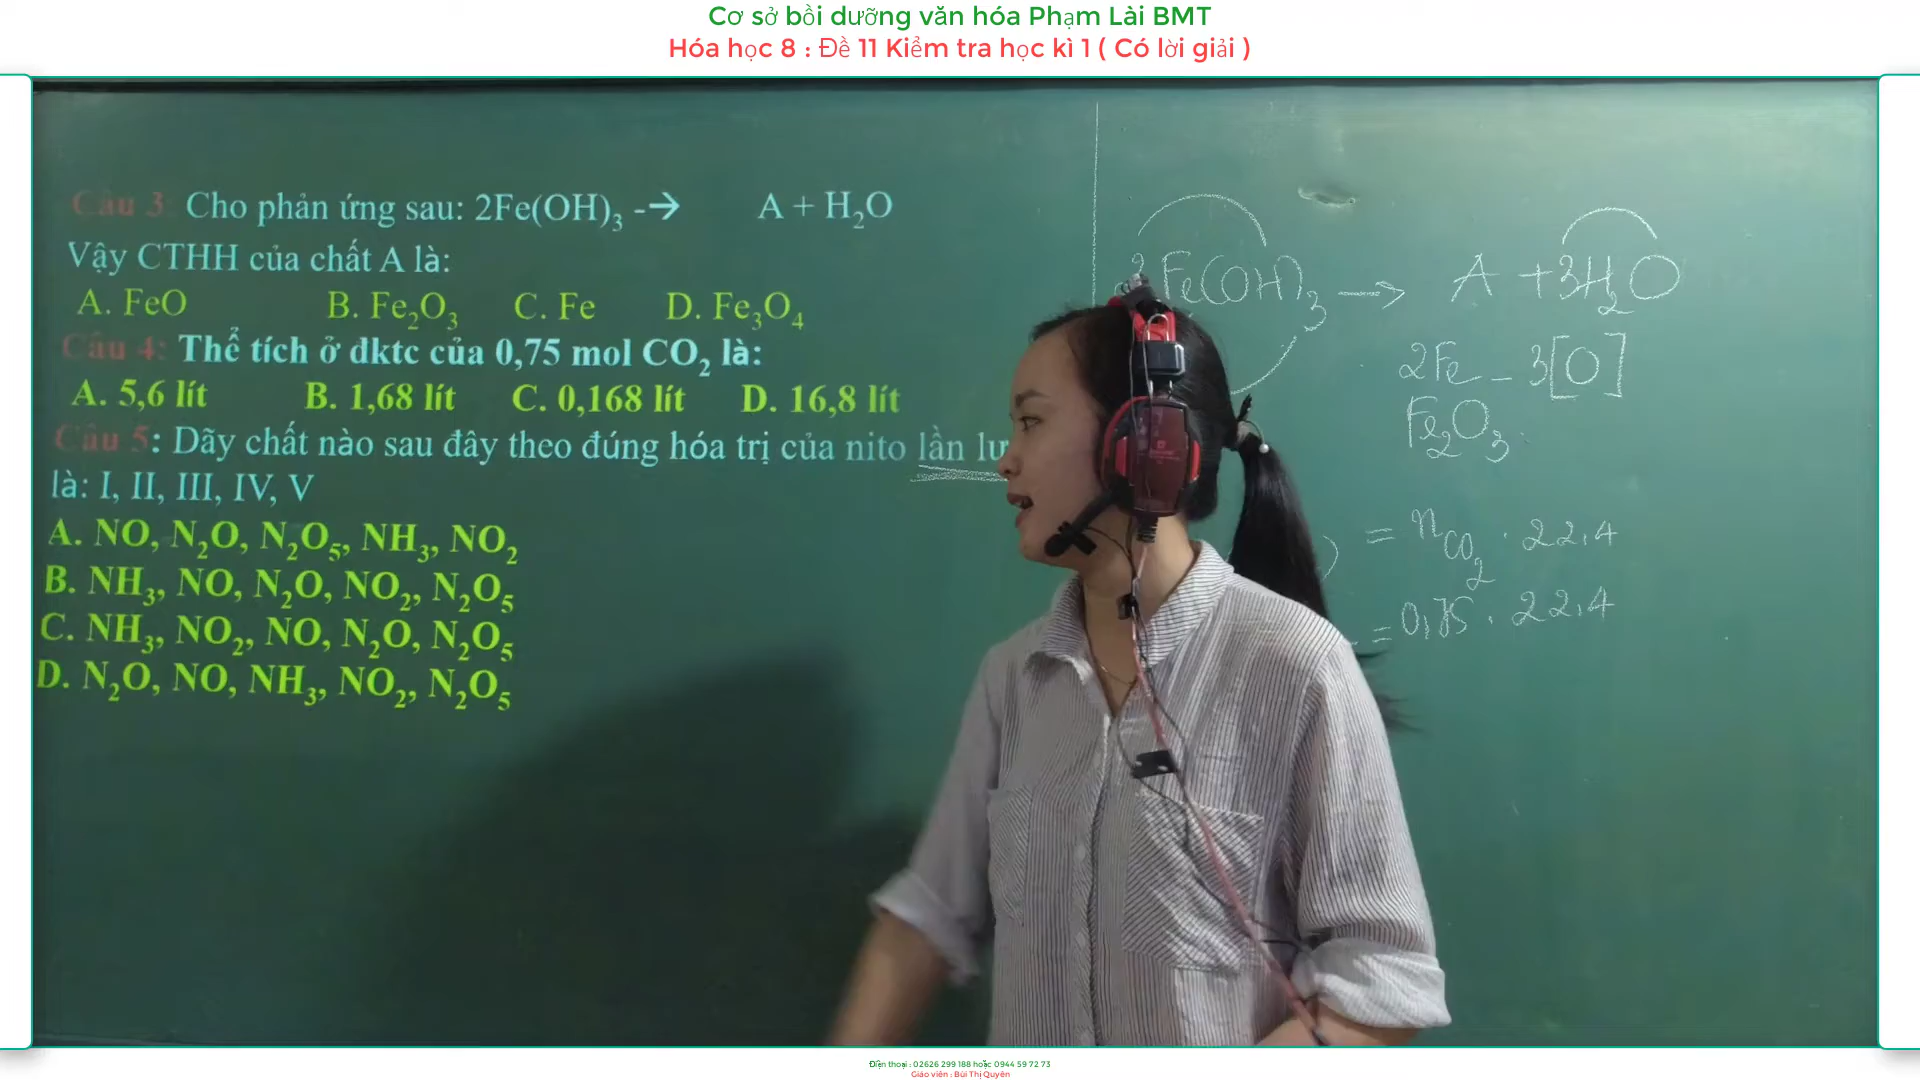 Cơ sở bồi dưỡng văn hóa Phạm Lài BMT
Hóa học 8 : Đề 11 Kiểm tra học kì 1 ( Có lời giải )
Câu 3: Cho phản ứng sau: 2Fe(OH)₃ -→ A + H₂O
Vậy CTHH của chất A là:
A. FeO B. Fe₂O₃ C. Fe D. Fe₃O₄
Câu 4: Thể tích ở đktc của 0,75 mol CO₂ là:
A. 5,6 lít B. 1,68 lít C. 0,168 lít D. 16,8 lít
Câu 5: Dãy chất nào sau đây theo đúng hóa trị của nito lần
là: I, II, III, IV, V
A. NO, N₂O, N₂O₅, NH₃, NO₂
B. NH₃, NO, N₂O, NO₂, N₂O₅
C. NH₃, NO₂, NO, N₂O, N₂O₅
D. N₂O, NO, NH₃, NO₂, N₂O₅
2Fe(OH)₃ → A + 3H₂O
2Fe - 3[O]
Fe₂O₃
) = nCO₂ . 22,4
= 0,75 . 22,4
Điện thoại : 02626 299 188 hoặc 0944 59 72 73
Giáo viên : Bùi Thị Quyên